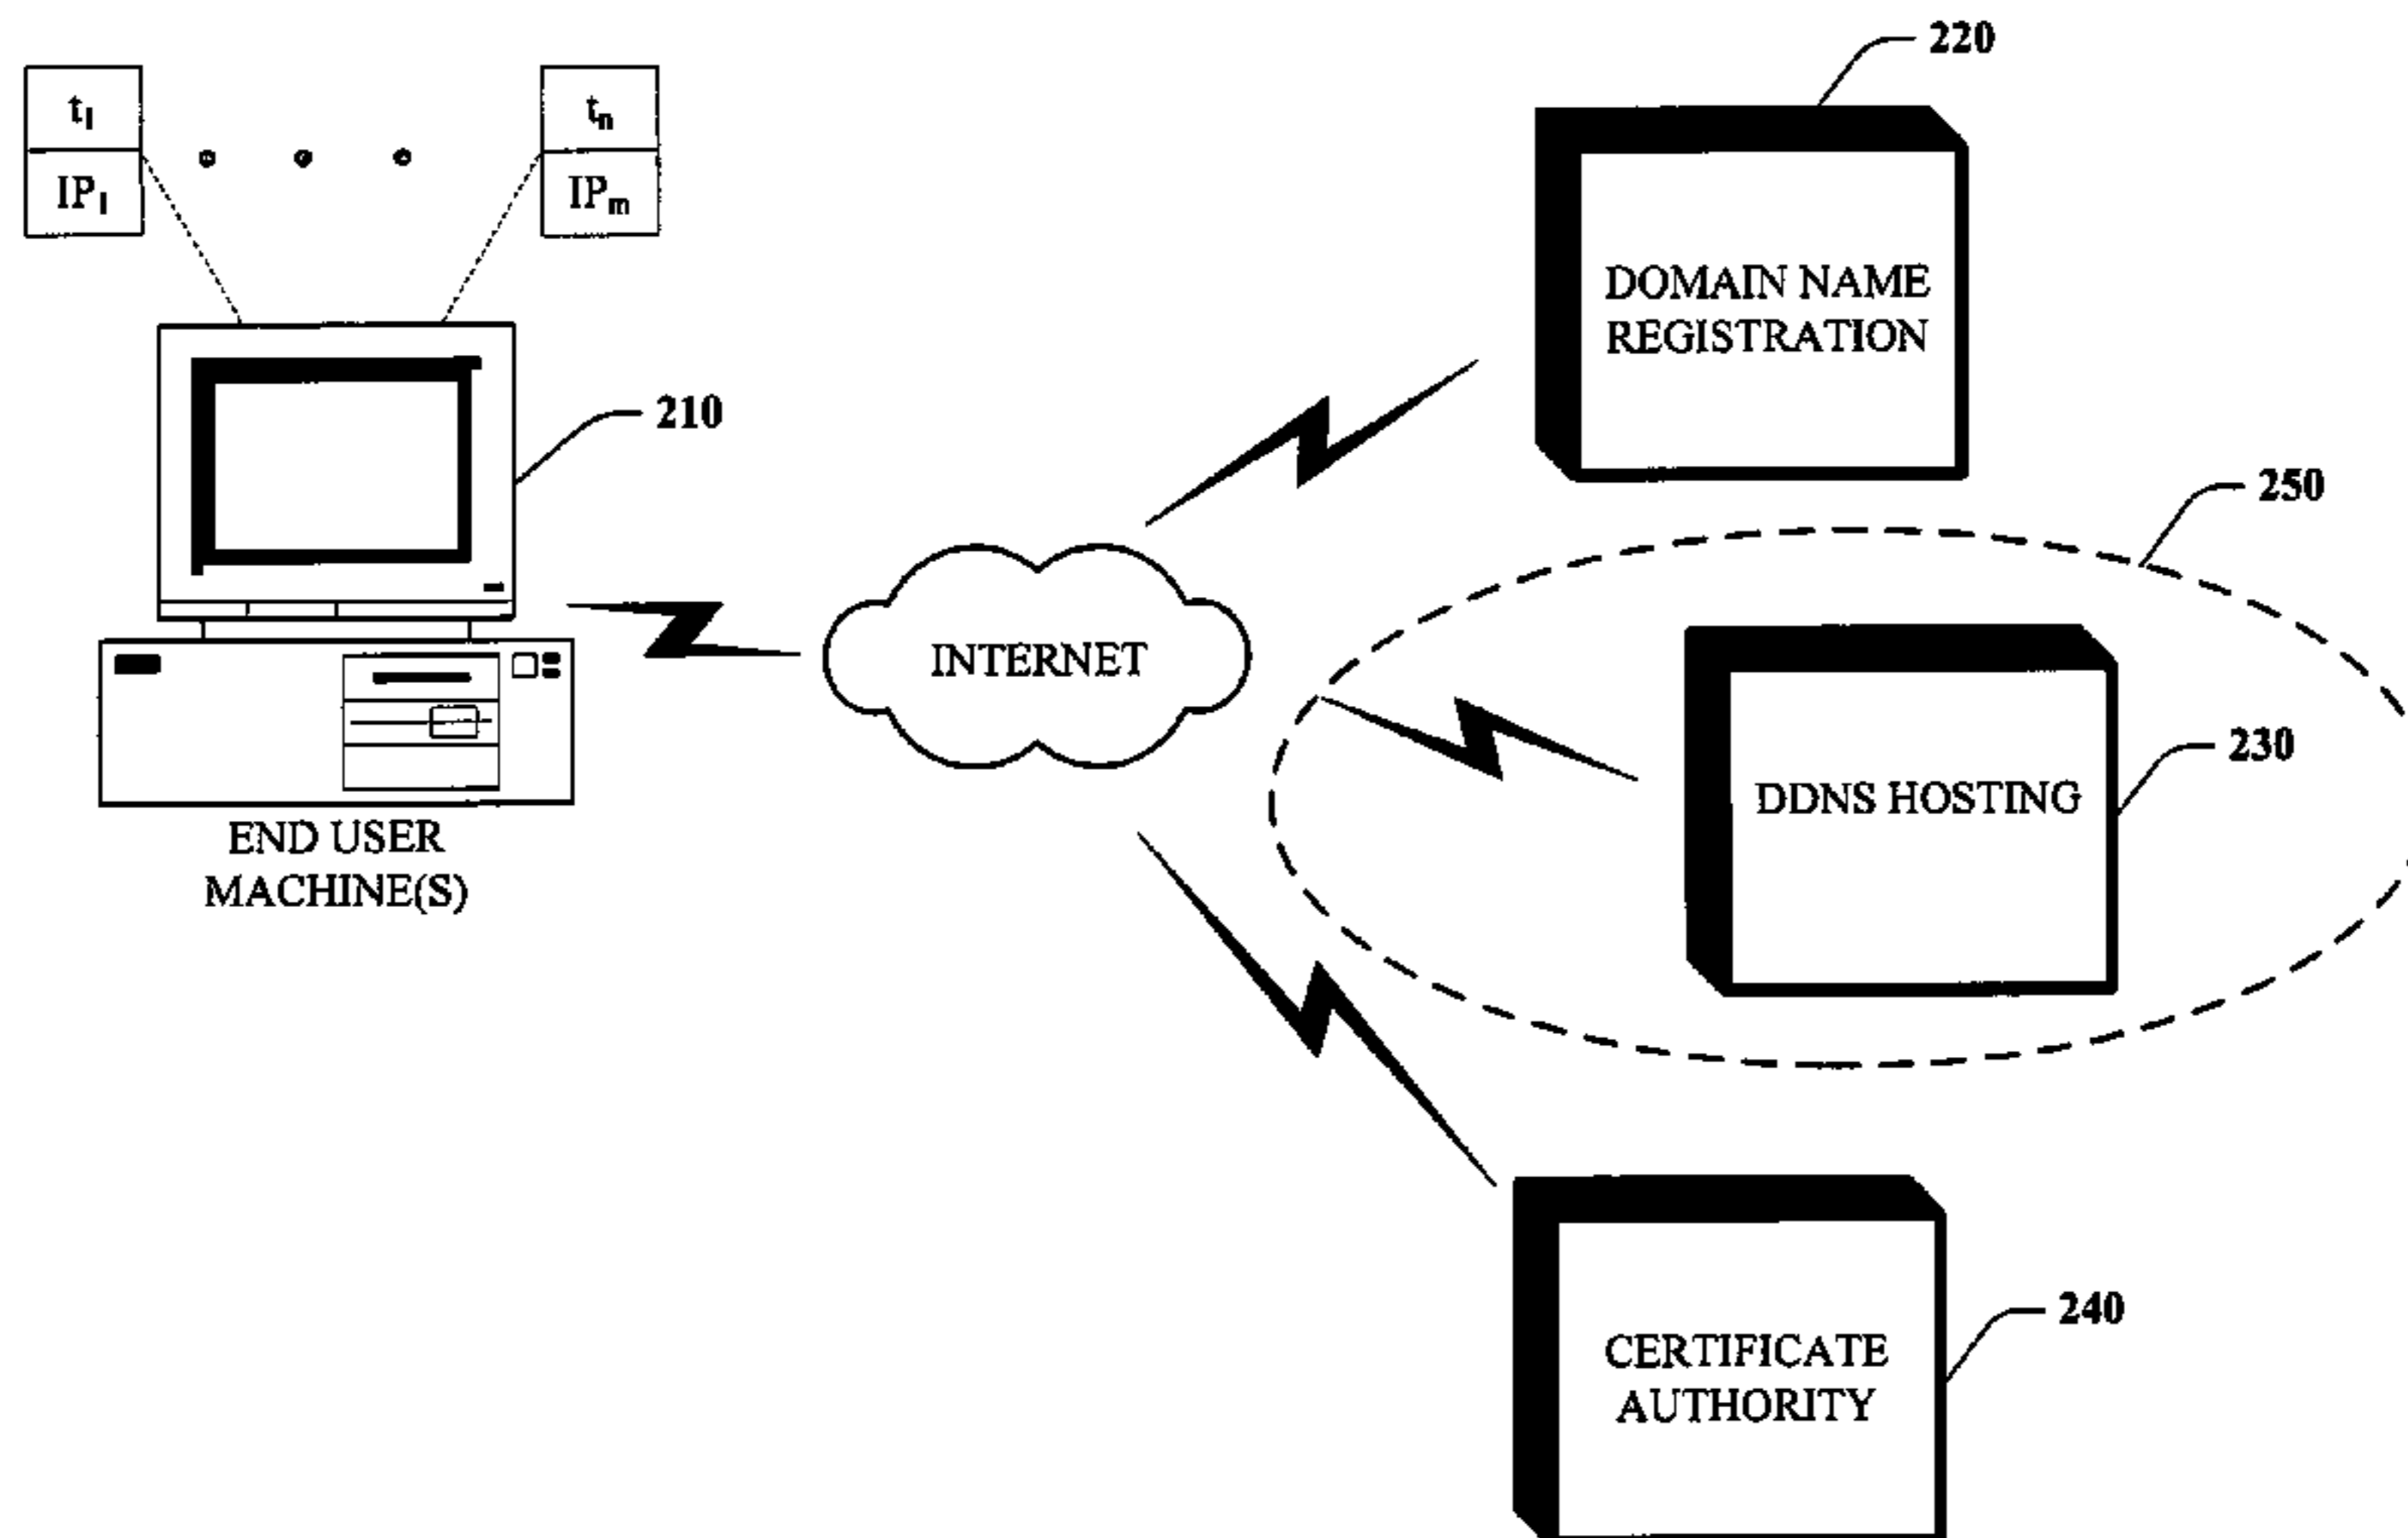 220
t1
tn
IP1
IPm
DOMAIN NAME
REGISTRATION
210
250
INTERNET
230
DDNS HOSTING
END USER
MACHINE(S)
240
CERTIFICATE
AUTHORITY